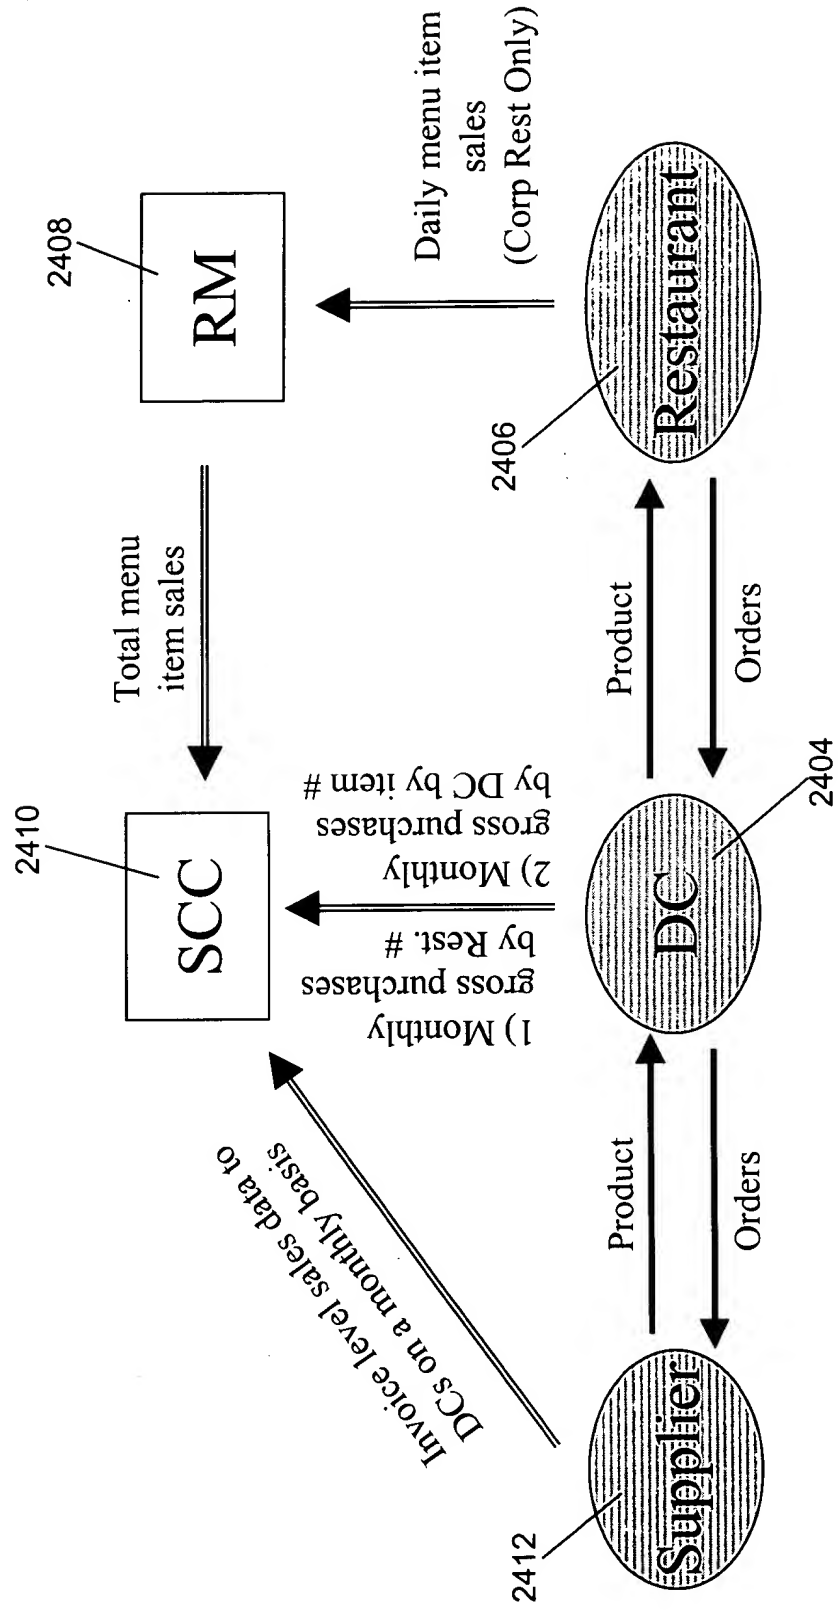 2410
SCC
Total menu
item sales
2408
RM
Invoice level sales data to
DCs on a monthly basis
1) Monthly
gross purchases
by Rest. #
2) Monthly
gross purchases
by DC by item #
Daily menu item
sales
(Corp Rest Only)
2412
Supplier
Product
Orders
DC
2404
Product
Orders
2406
Restaurant